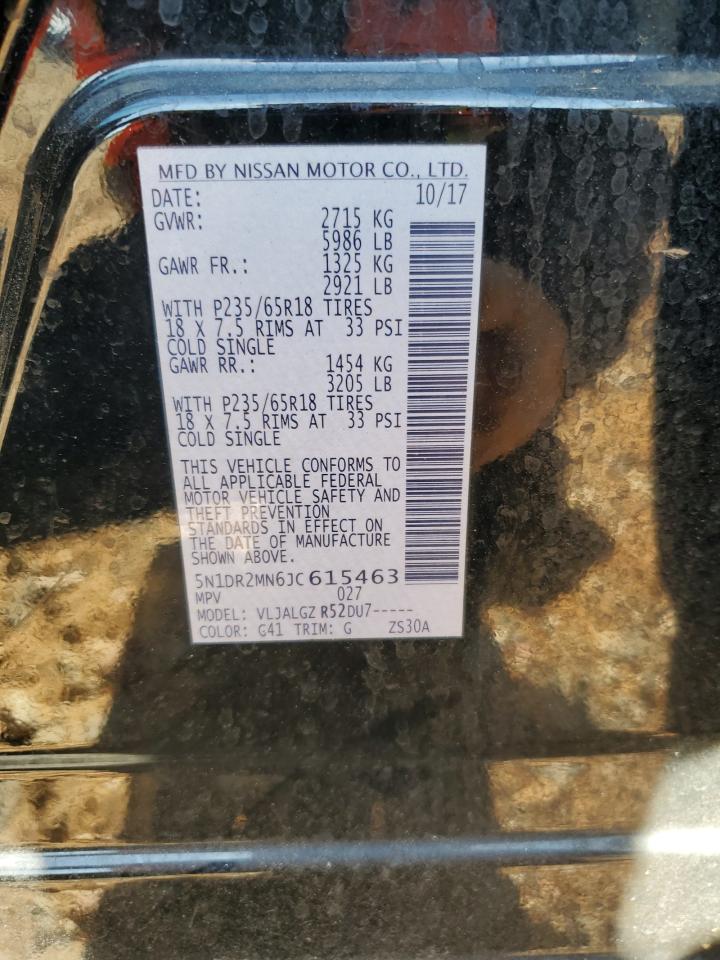 MFD BY NISSAN MOTOR CO., LTD.
DATE: 10/17
GVWR: 2715 KG
5986 LB
GAWR FR.: 1325 KG
2921 LB
WITH P235/65R18 TIRES
18 X 7.5 RIMS AT 33 PSI
COLD SINGLE
GAWR RR.: 1454 KG
3205 LB
WITH P235/65R18 TIRES
18 X 7.5 RIMS AT 33 PSI
COLD SINGLE
THIS VEHICLE CONFORMS TO
ALL APPLICABLE FEDERAL
MOTOR VEHICLE SAFETY AND
THEFT PREVENTION
STANDARDS IN EFFECT ON
THE DATE OF MANUFACTURE
SHOWN ABOVE.
5N1DR2MN6JC615463
MPV 027
MODEL: VLJALGZ R52DU7-----
COLOR: G41 TRIM: G ZS30A